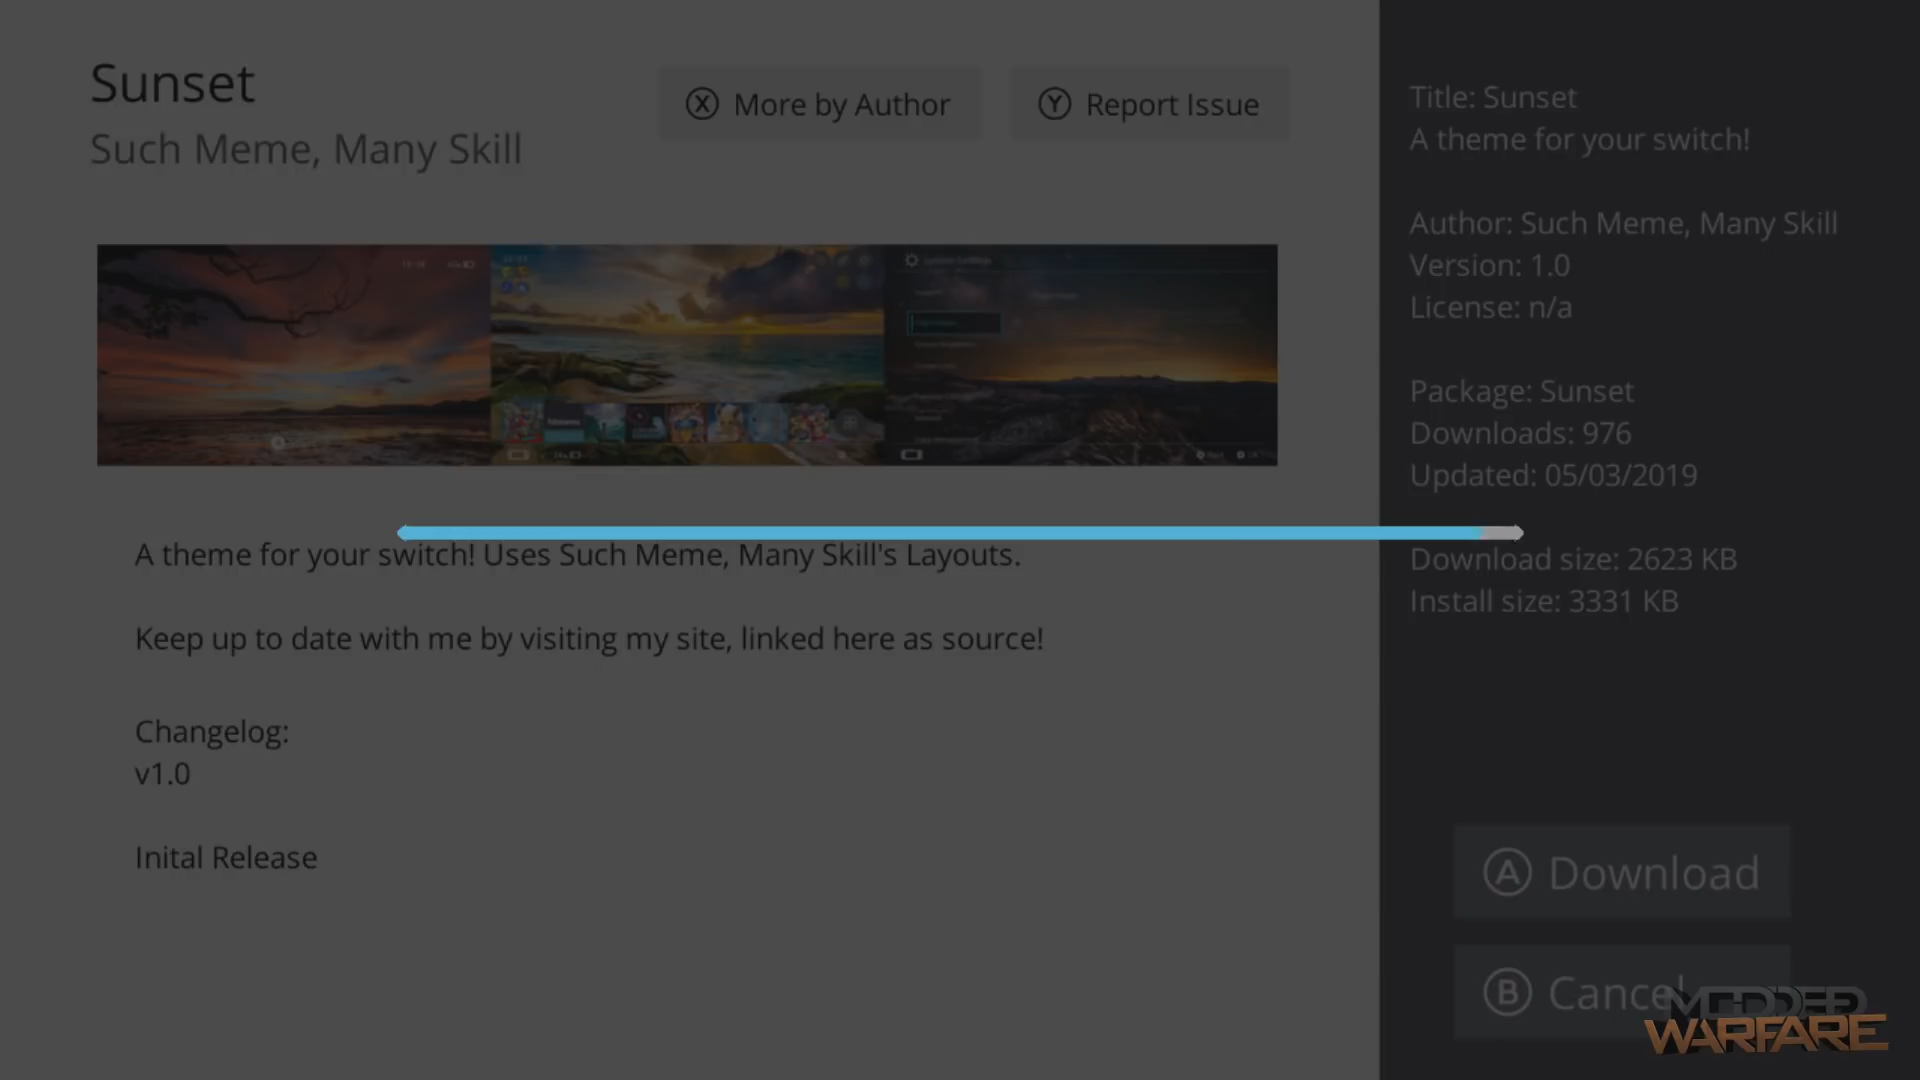 Sunset
Such Meme, Many Skill
X More by Author
Y Report Issue
A theme for your switch! Uses Such Meme, Many Skill's Layouts.
Keep up to date with me by visiting my site, linked here as source!
Changelog:
v1.0
Inital Release
Title: Sunset
A theme for your switch!
Author: Such Meme, Many Skill
Version: 1.0
License: n/a
Package: Sunset
Downloads: 976
Updated: 05/03/2019
Download size: 2623 KB
Install size: 3331 KB
A Download
B Cancel
MODDED
WARFARE